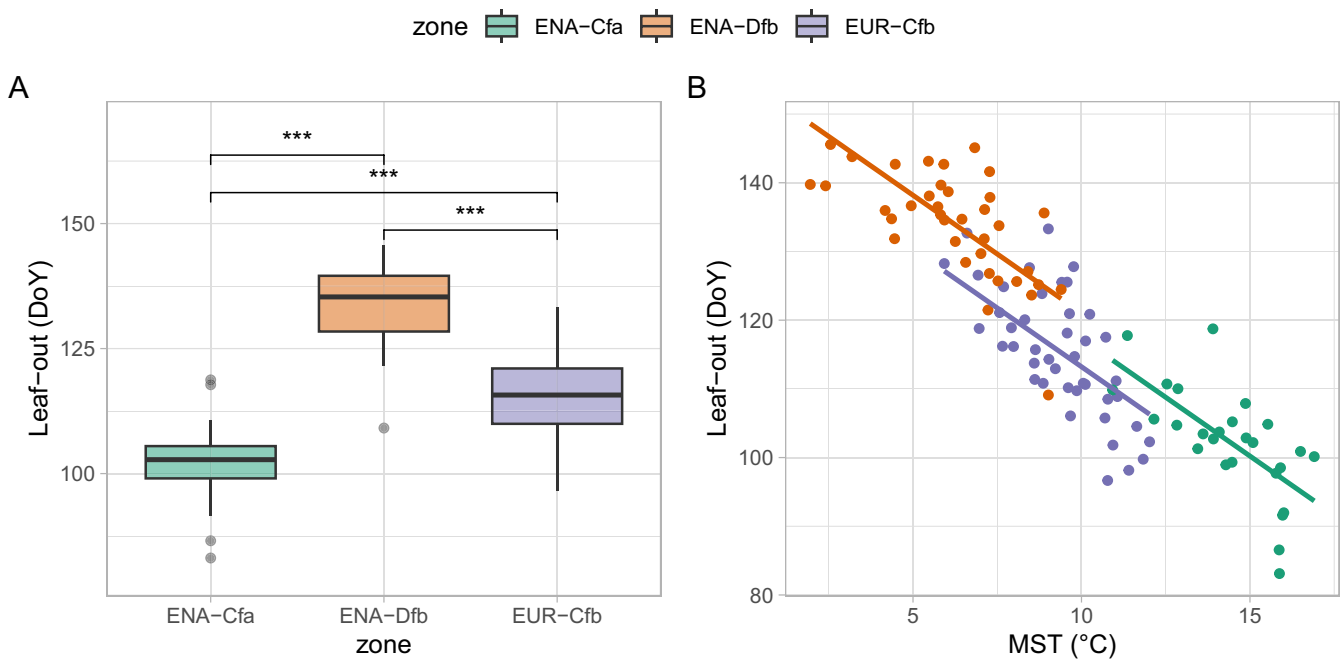 zone ENA−Cfa ENA−Dfb EUR−Cfb
A
B
***
***
***
150
125
100
Leaf−out (DoY)
ENA−Cfa ENA−Dfb EUR−Cfb
zone
140
120
100
80
Leaf−out (DoY)
5 10 15
MST (°C)